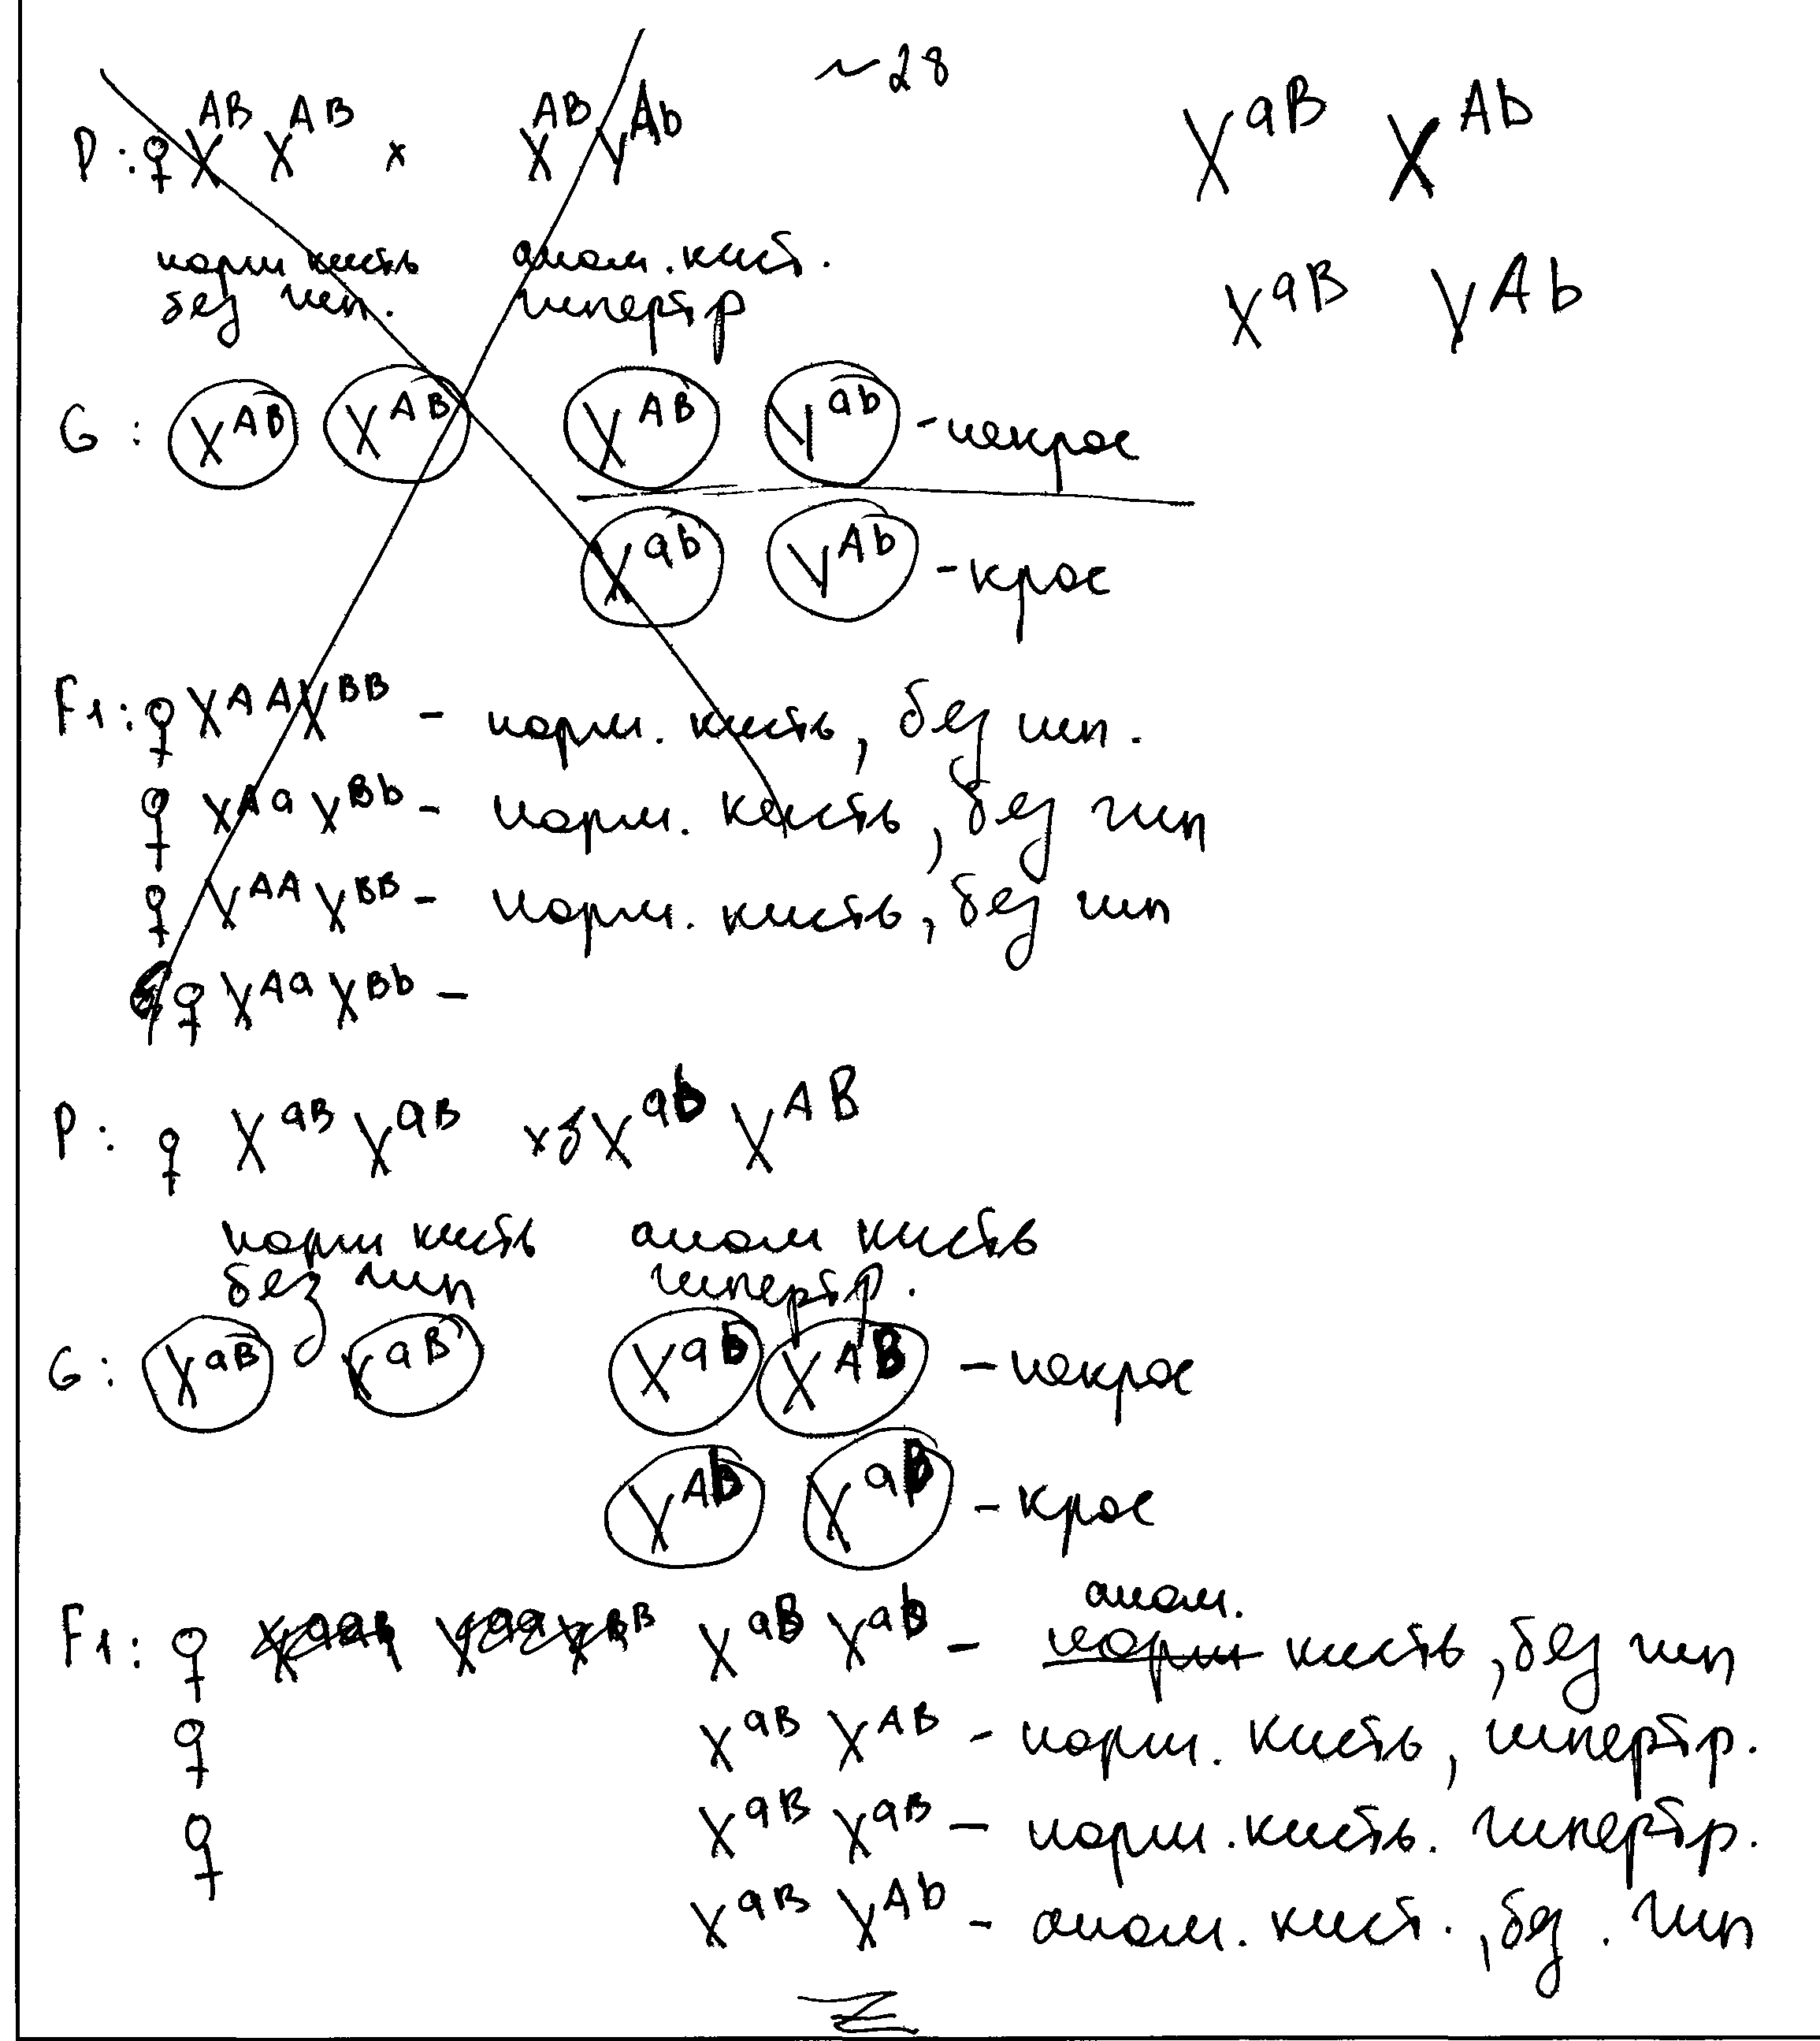 ~28
P: ♀ X^AB X^AB x X^AB Y^Ab
X^aB X^Ab
норм кисть аном. кист.
без гип. гипертр
X^aB Y^Ab
G: X^AB X^AB X^AB Y^ab - некрос
X^ab Y^Ab - крос
F1: ♀ X^AA X^BB - норм. кисть, без гип.
♀ X^Aa X^Bb - норм. кисть, без гип
♀ X^AA X^BB - норм. кисть, без гип
♀ X^Aa X^Bb -
P: ♀ X^aB X^aB x ♂ X^ab Y^AB
норм кисть аном кисть
без гип гипертр.
G: X^aB X^aB X^ab X^AB - некрос
Y^Ab X^aB - крос
аном.
F1: ♀ X^aB X^ab - норм кисть, без гип
♀ X^aB X^AB - норм. кисть, гипертр.
♀ X^aB X^aB - норм. кисть. гипертр.
X^aB X^Ab - аном. кист., без. гип